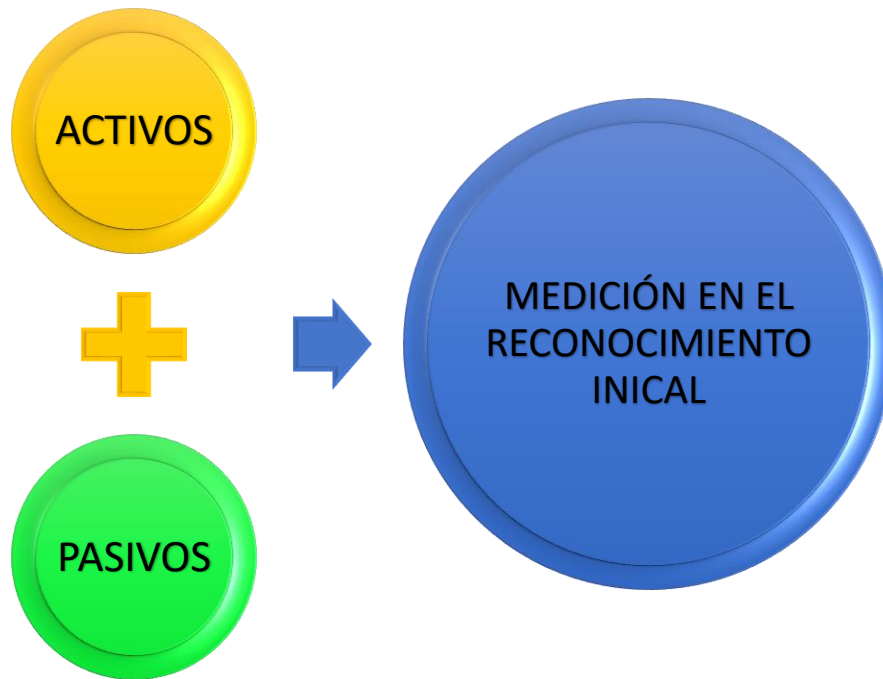 ACTIVOS
PASIVOS
MEDICIÓN EN EL
RECONOCIMIENTO
INICAL